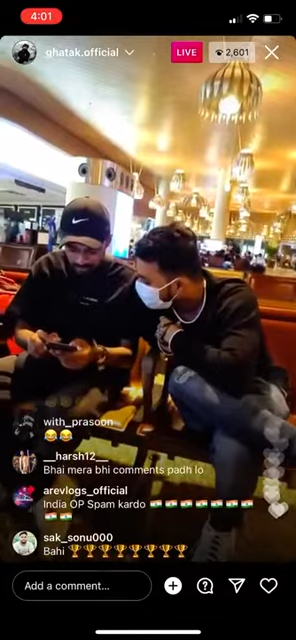 4:01
ghatak.official
LIVE
2,601
with_prasoon
😂😂
__harsh12__
Bhai mera bhi comments padh lo
arevlogs_official
India OP Spam kardo 🇮🇳🇮🇳🇮🇳🇮🇳🇮🇳🇮🇳🇮🇳
🇮🇳🇮🇳
sak_sonu000
Bahi 🏆🏆🏆🏆🏆🏆🏆🏆
Add a comment...